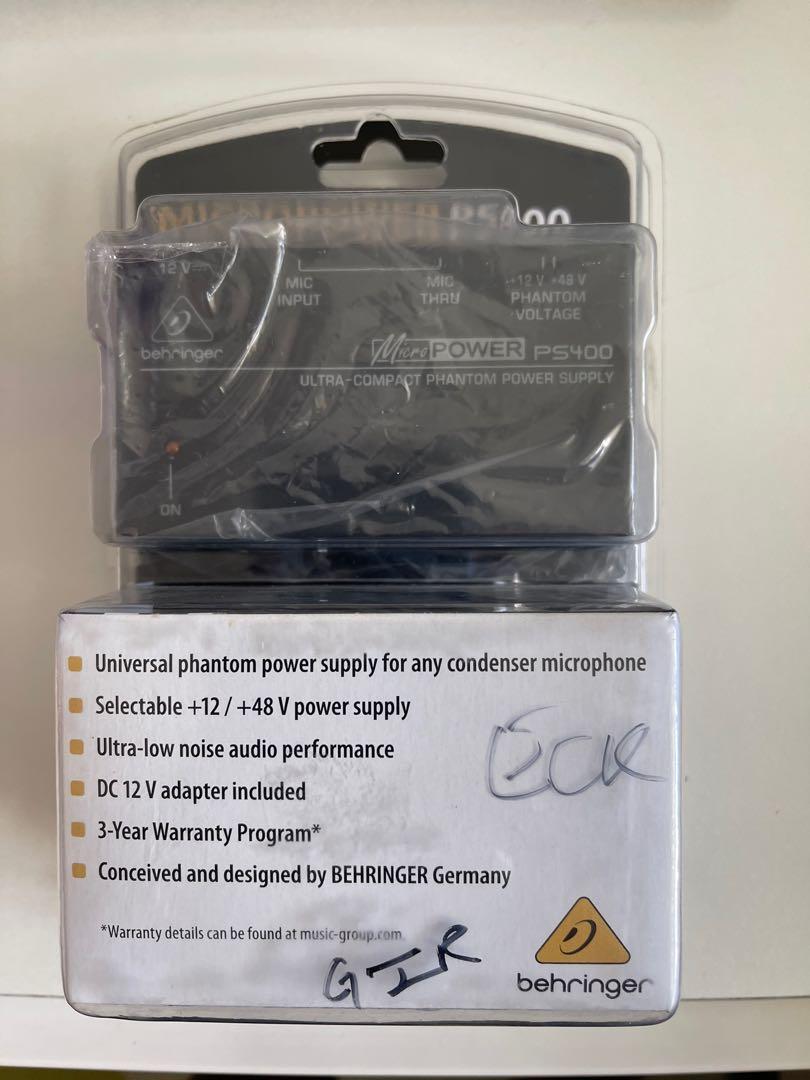 MICROPOWER PS400
12 V
MIC INPUT
MIC THRU
+12 V +48 V
PHANTOM VOLTAGE
behringer
Micro POWER PS400
ULTRA-COMPACT PHANTOM POWER SUPPLY
ON
Universal phantom power supply for any condenser microphone
Selectable +12 / +48 V power supply
Ultra-low noise audio performance
DC 12 V adapter included
3-Year Warranty Program*
Conceived and designed by BEHRINGER Germany
*Warranty details can be found at music-group.com
behringer